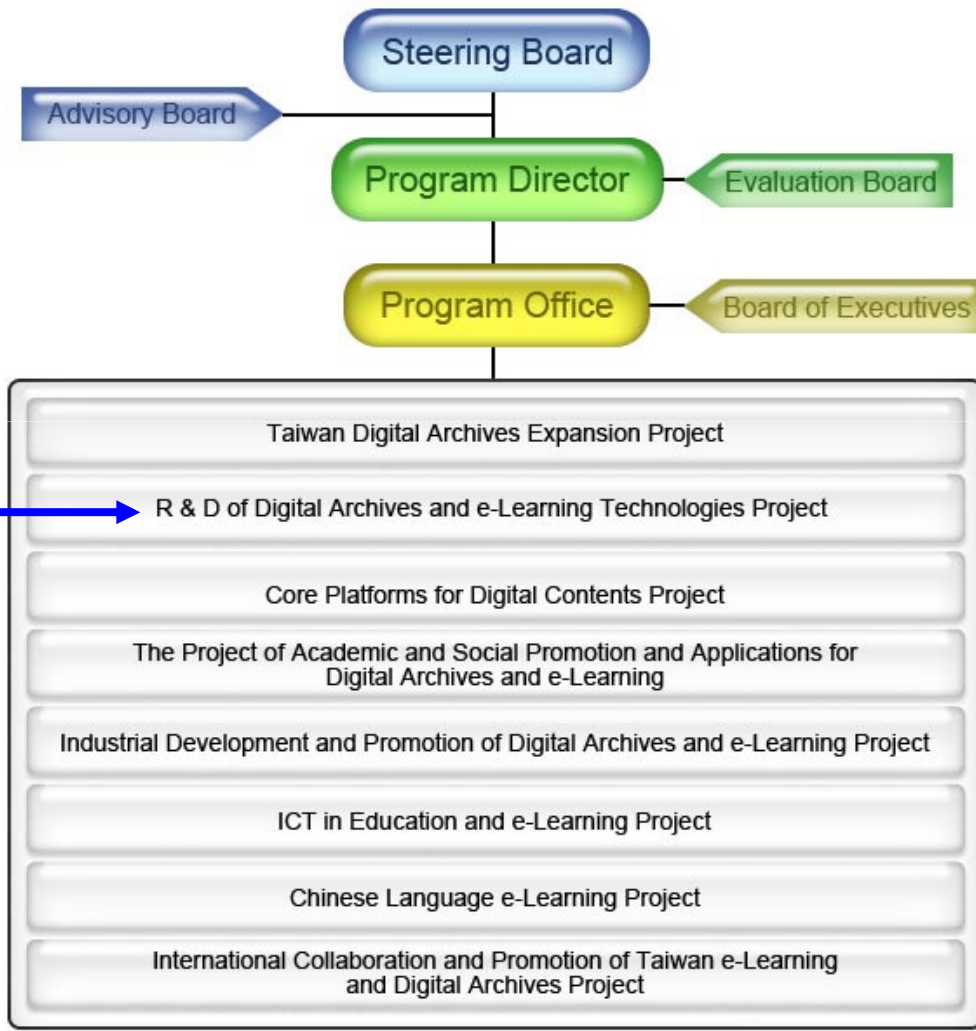 Steering Board
Advisory Board
Program Director
Evaluation Board
Program Office
Board of Executives
Taiwan Digital Archives Expansion Project
R & D of Digital Archives and e-Learning Technologies Project
Core Platforms for Digital Contents Project
The Project of Academic and Social Promotion and Applications for
Digital Archives and e-Learning
Industrial Development and Promotion of Digital Archives and e-Learning Project
ICT in Education and e-Learning Project
Chinese Language e-Learning Project
International Collaboration and Promotion of Taiwan e-Learning
and Digital Archives Project